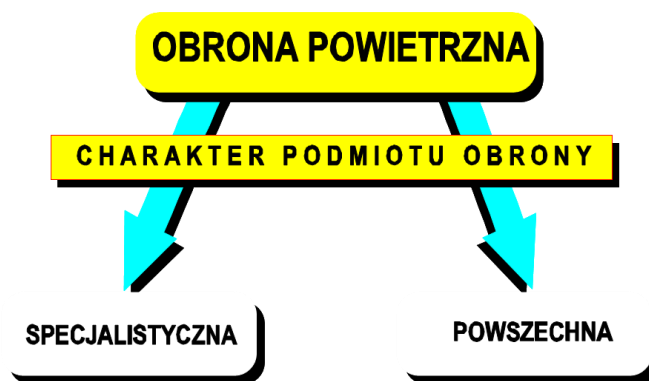 OBRONA POWIETRZNA
CHARAKTER PODMIOTU OBRONY
SPECJALISTYCZNA
POWSZECHNA